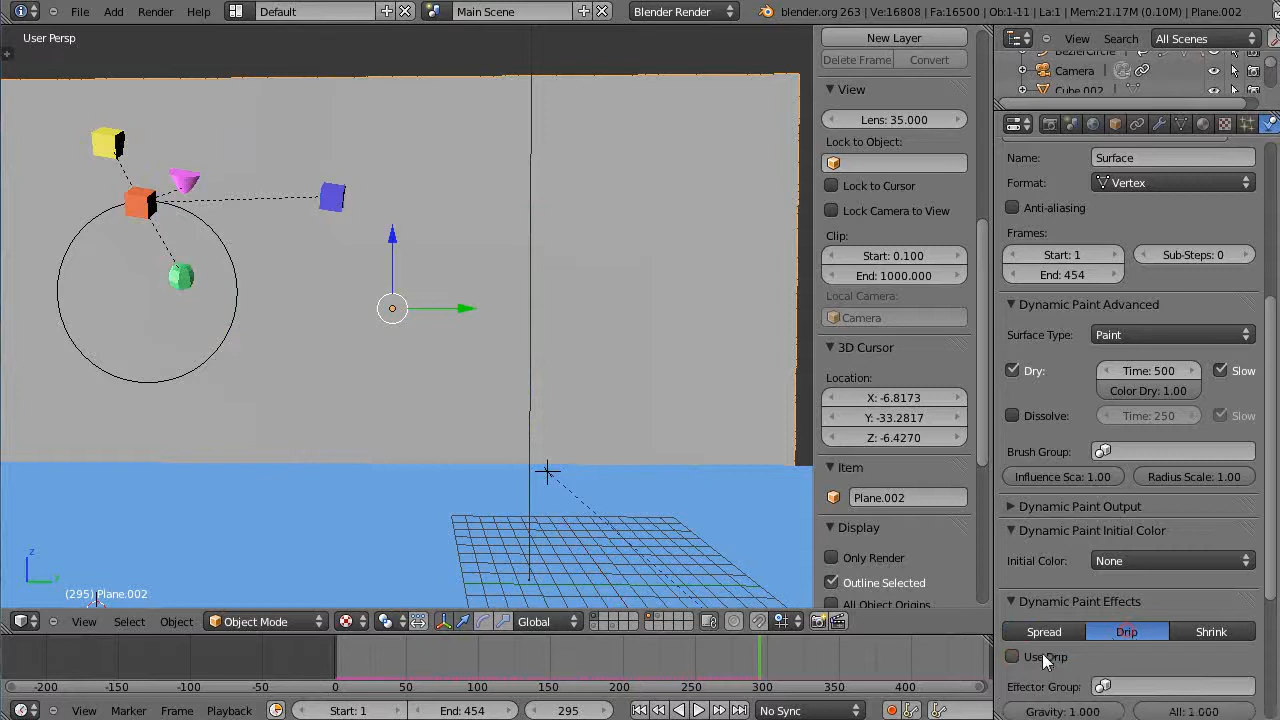 File Add Render Help Default Main Scene Blender Render blender.org 263 | Ve:16808 | Fa:16500 | Ob:1-11 | La:1 | Mem:21.17M (0.10M) | Plane.002
User Persp
(295) Plane.002
New Layer
Delete Frame Convert
View
Lens: 35.000
Lock to Object:
Lock to Cursor
Lock Camera to View
Clip:
Start: 0.100
End: 1000.000
Local Camera:
Camera
3D Cursor
Location:
X: -6.8173
Y: -33.2817
Z: -6.4270
Item
Plane.002
Display
Only Render
Outline Selected
All Object Origins
View Search All Scenes
BezierCircle
Camera
Cube.002
Name: Surface
Format: Vertex
Anti-aliasing
Frames:
Start: 1 Sub-Steps: 0
End: 454
Dynamic Paint Advanced
Surface Type: Paint
Dry: Time: 500 Slow
Color Dry: 1.00
Dissolve: Time: 250 Slow
Brush Group:
Influence Sca: 1.00 Radius Scale: 1.00
Dynamic Paint Output
Dynamic Paint Initial Color
Initial Color: None
Dynamic Paint Effects
Spread Drip Shrink
Use Drip
Effector Group:
Gravity: 1.000 All: 1.000
View Select Object Object Mode Global
-200 -150 -100 -50 0 50 100 150 200 250 300 350 400
View Marker Frame Playback Start: 1 End: 454 295 No Sync
z